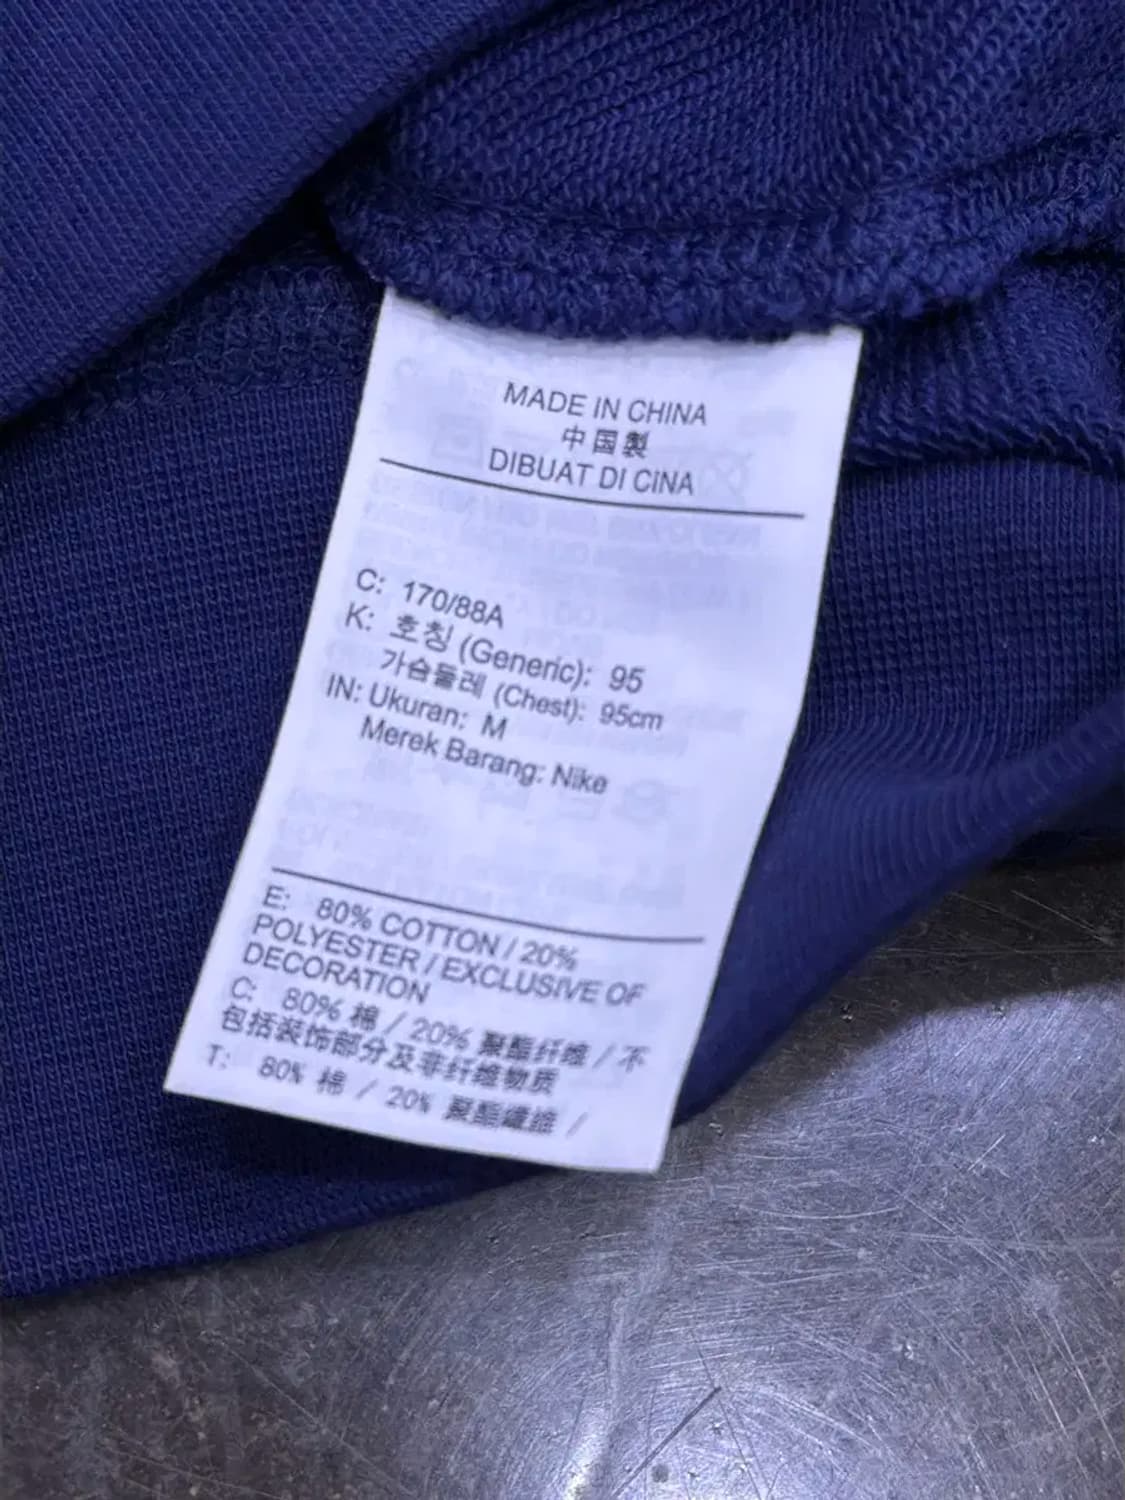 MADE IN CHINA
中国製
DIBUAT DI CINA
C: 170/88A
K: 호칭 (Generic): 95
가슴둘레 (Chest): 95cm
IN: Ukuran: M
Merek Barang: Nike
E: 80% COTTON / 20%
POLYESTER / EXCLUSIVE OF
DECORATION
C: 80% 棉 / 20% 聚酯纤维 / 不
包括装饰部分及非纤维物质
T: 80% 棉 / 20% 聚酯纖維 /